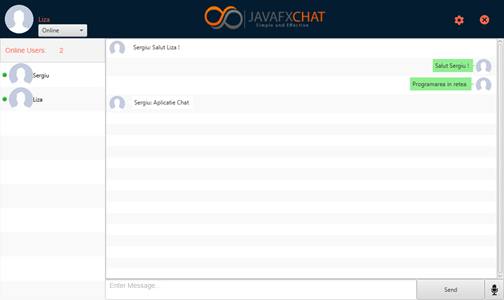 Liza
Online
JAVAFXCHAT
Simple and Effective
Online Users: 2
Sergiu
Liza
Sergiu: Salut Liza !
Salut Sergiu !
Programarea in retea
Sergiu: Aplicatie Chat
Enter Message...
Send